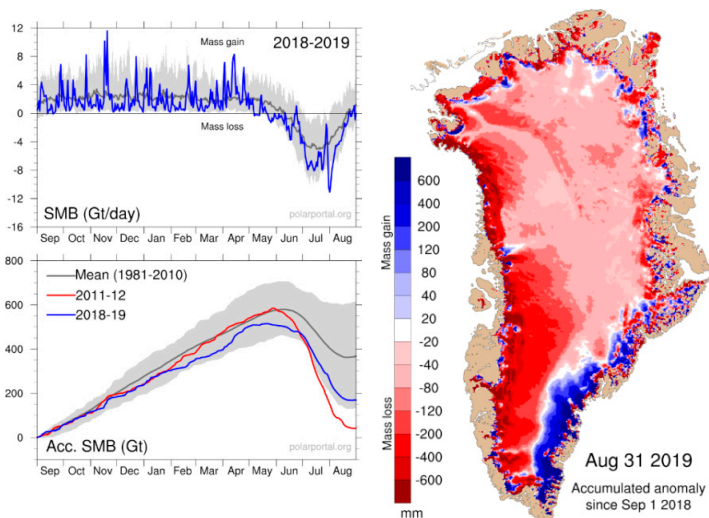 12
8
4
0
-4
-8
-12
-16
Mass gain
2018-2019
Mass loss
SMB (Gt/day)
polarportal.org
Sep Oct Nov Dec Jan Feb Mar Apr May Jun Jul Aug
800
600
400
200
0
Mean (1981-2010)
2011-12
2018-19
Acc. SMB (Gt)
polarportal.org
Sep Oct Nov Dec Jan Feb Mar Apr May Jun Jul Aug
Mass gain
Mass loss
600
400
200
120
80
40
20
-20
-40
-80
-120
-200
-400
-600
mm
Aug 31 2019
Accumulated anomaly
since Sep 1 2018